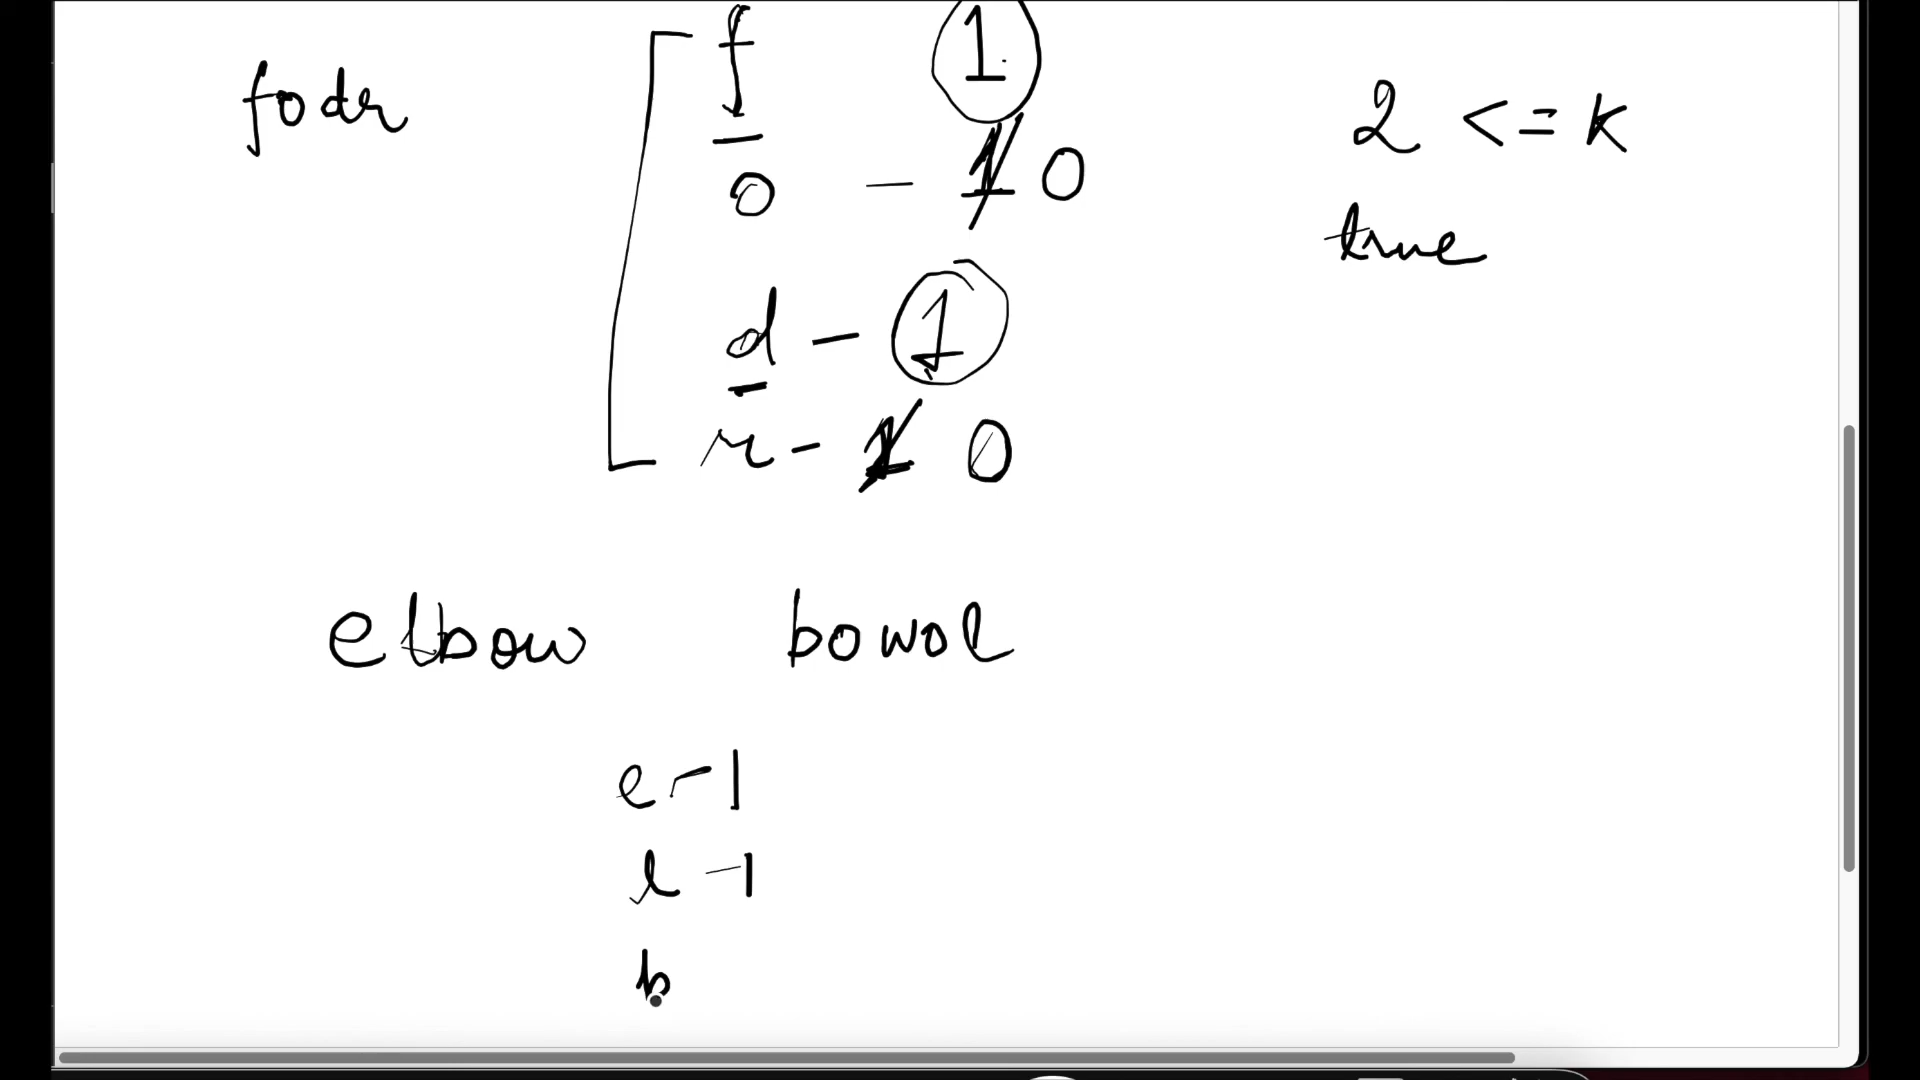 fodr
f 1
o - 1 0
d - 1
r - 1 0
2 <= k
true
elbow bowol
e - 1
l - 1
b